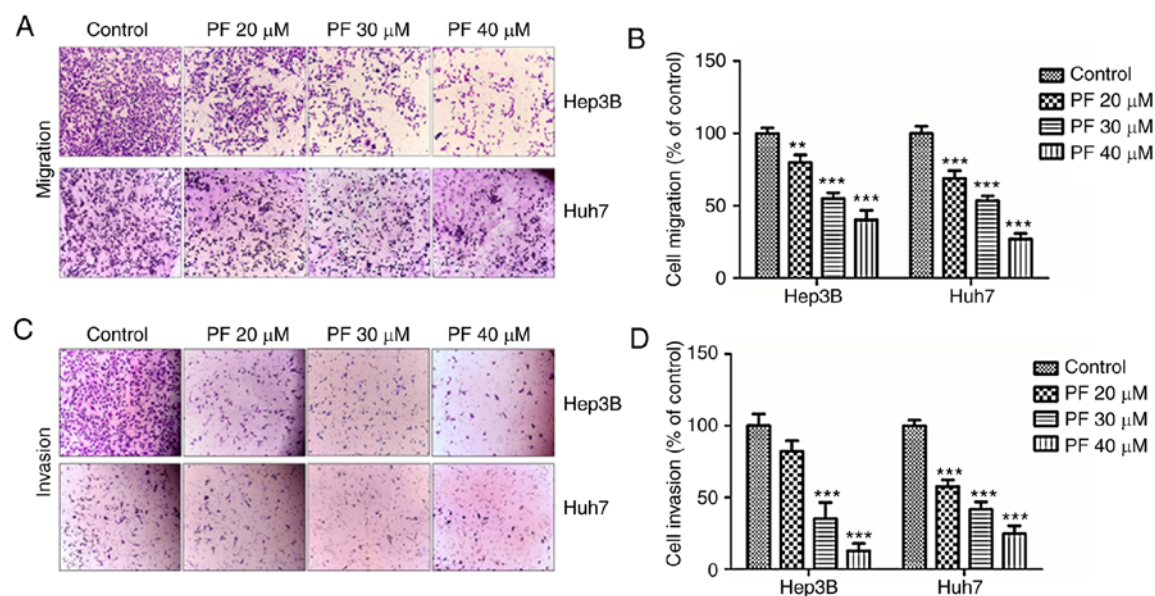 A
Control PF 20 μM PF 30 μM PF 40 μM
Migration
Hep3B
Huh7
B
150
100
50
0
Cell migration (% of control)
** *** ***
*** *** ***
Hep3B Huh7
Control
PF 20 μM
PF 30 μM
PF 40 μM
C
Control PF 20 μM PF 30 μM PF 40 μM
Invasion
Hep3B
Huh7
D
150
100
50
0
Cell invasion (% of control)
*** ***
*** *** ***
Hep3B Huh7
Control
PF 20 μM
PF 30 μM
PF 40 μM